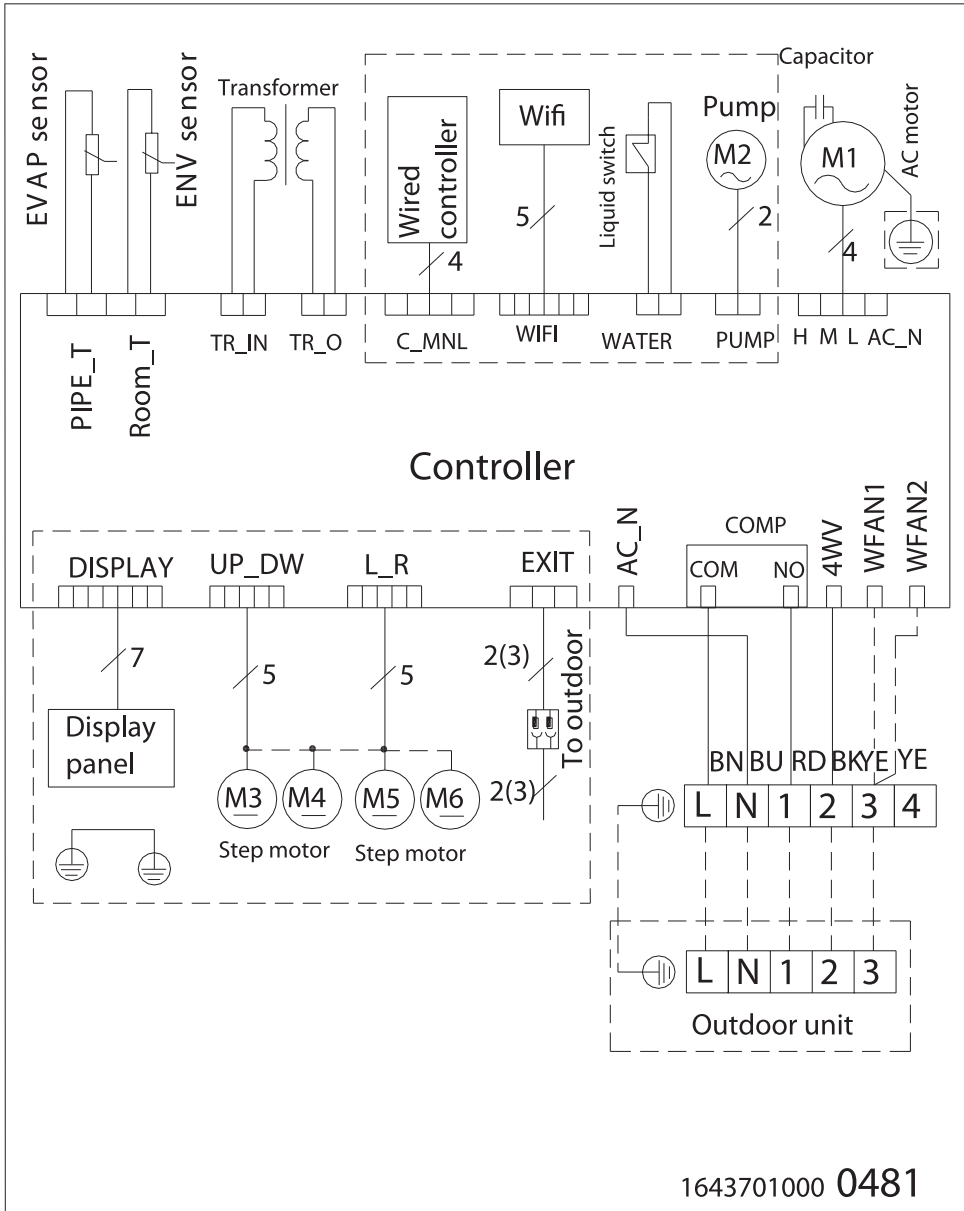 EVAP sensor
ENV sensor
Transformer
Wired
controller
Wifi
Liquid switch
Pump
M2
Capacitor
M1
AC motor
4
5
2
4
PIPE_T
Room_T
TR_IN
TR_O
C_MNL
WIFI
WATER
PUMP
H M L AC_N
Controller
DISPLAY
UP_DW
L_R
EXIT
AC_N
COMP
COM
NO
4WV
WFAN1
WFAN2
7
5
5
2(3)
To outdoor
2(3)
Display
panel
M3
M4
M5
M6
Step motor
Step motor
BN BU RD BK YE YE
L N 1 2 3 4
L N 1 2 3
Outdoor unit
1643701000 0481